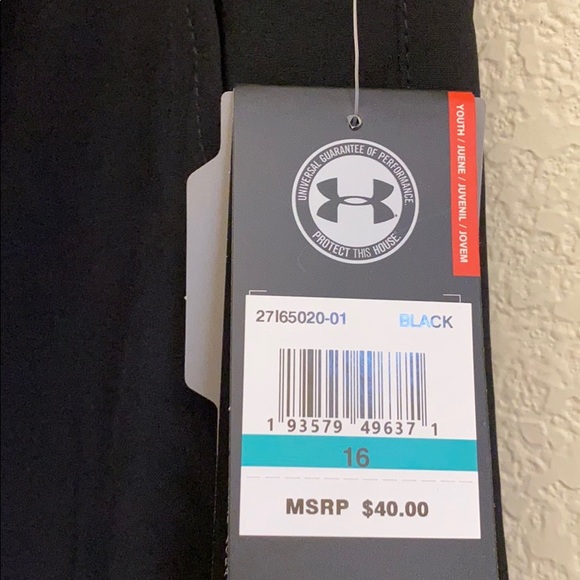 UNIVERSAL GUARANTEE OF PERFORMANCE
PROTECT THIS HOUSE.
YOUTH / JUENE / JUVENIL / JOVEM
27I65020-01 BLACK
1 93579 49637 1
16
MSRP $40.00